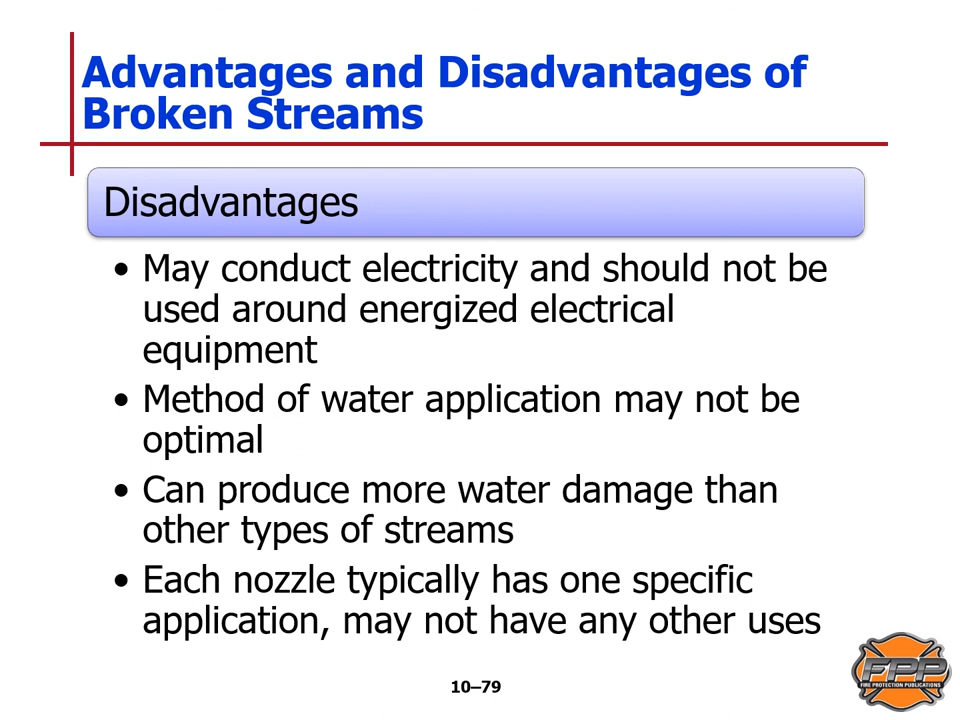 Advantages and Disadvantages of
Broken Streams
Disadvantages
• May conduct electricity and should not be
used around energized electrical
equipment
• Method of water application may not be
optimal
• Can produce more water damage than
other types of streams
• Each nozzle typically has one specific
application, may not have any other uses
10–79
FPP
FIRE PROTECTION PUBLICATIONS